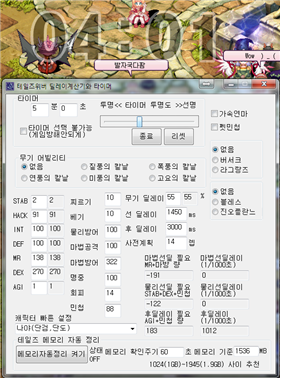 04:01
Wow ) _ (
발자국다함
테일즈위버 딜레이계산기와 타이머
타이머
5 분 0 초
투명<< 타이머 투명도 >>선명
타이머 선택 불가능
(게임방해안되게)
종료 리셋
가속연마
컷민첩
무기 어빌리티
없음 질풍의 칼날 폭풍의 칼날
연풍의 칼날 미풍의 칼날 고요의 칼날
없음
버서크
라그랑즈
STAB 2 2
HACK 91 91
INT 100 100
DEF 100 100
MR 138 138
DEX 270 270
AGI 1 1
찌르기 10
베기 10
물리방어 100
마법공격 100
마법방어 322
명중 100
회피 14
민첩 88
무기 딜레이 55 55 %
선 딜레이 1450 ms
후 딜레이 3000 ms
사전계획 14 렙
없음
블레스
진오를란느
마법선딜 필요
MR+마방 량
-191
마법선딜레이
(1/1000초)
0
물리선딜 필요
STAB+DEX+민첩
-122
물리선딜레이
(1/1000초)
0
후딜레이 필요
AGI+민첩 량
183
후딜레이
(1/1000초)
1012
캐릭터 빠른 설정
나야(단검,단도)
테일즈 메모리 자동정리
메모리자동정리 켜기
상태 메모리 확인주기 60 초 메모리 기준 1536 MB
OFF
1024(1GB)~1945(1.9GB) 사이 추천